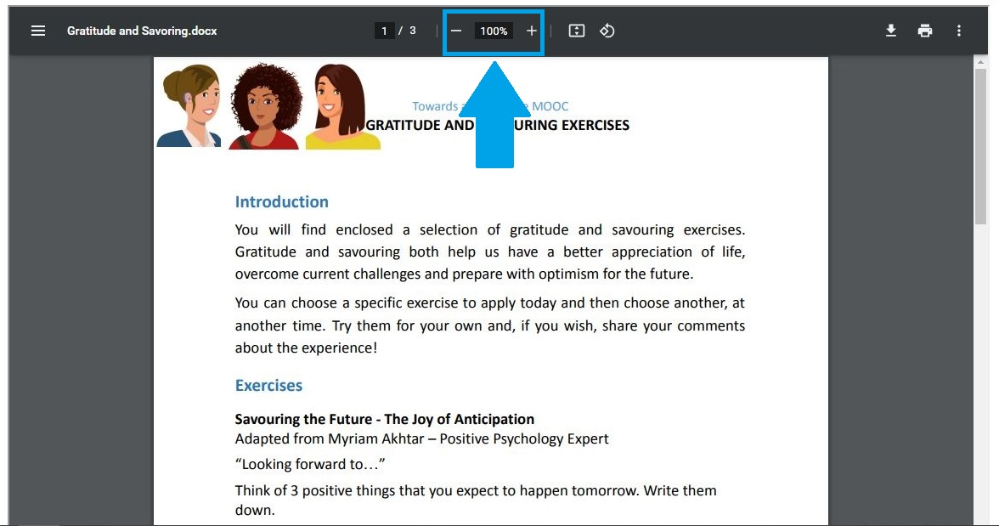 Gratitude and Savoring.docx
1 / 3
100%
Towards a MOOC
GRATITUDE AND URING EXERCISES
Introduction
You will find enclosed a selection of gratitude and savouring exercises.
Gratitude and savouring both help us have a better appreciation of life,
overcome current challenges and prepare with optimism for the future.
You can choose a specific exercise to apply today and then choose another, at
another time. Try them for your own and, if you wish, share your comments
about the experience!
Exercises
Savouring the Future - The Joy of Anticipation
Adapted from Myriam Akhtar – Positive Psychology Expert
“Looking forward to…”
Think of 3 positive things that you expect to happen tomorrow. Write them
down.